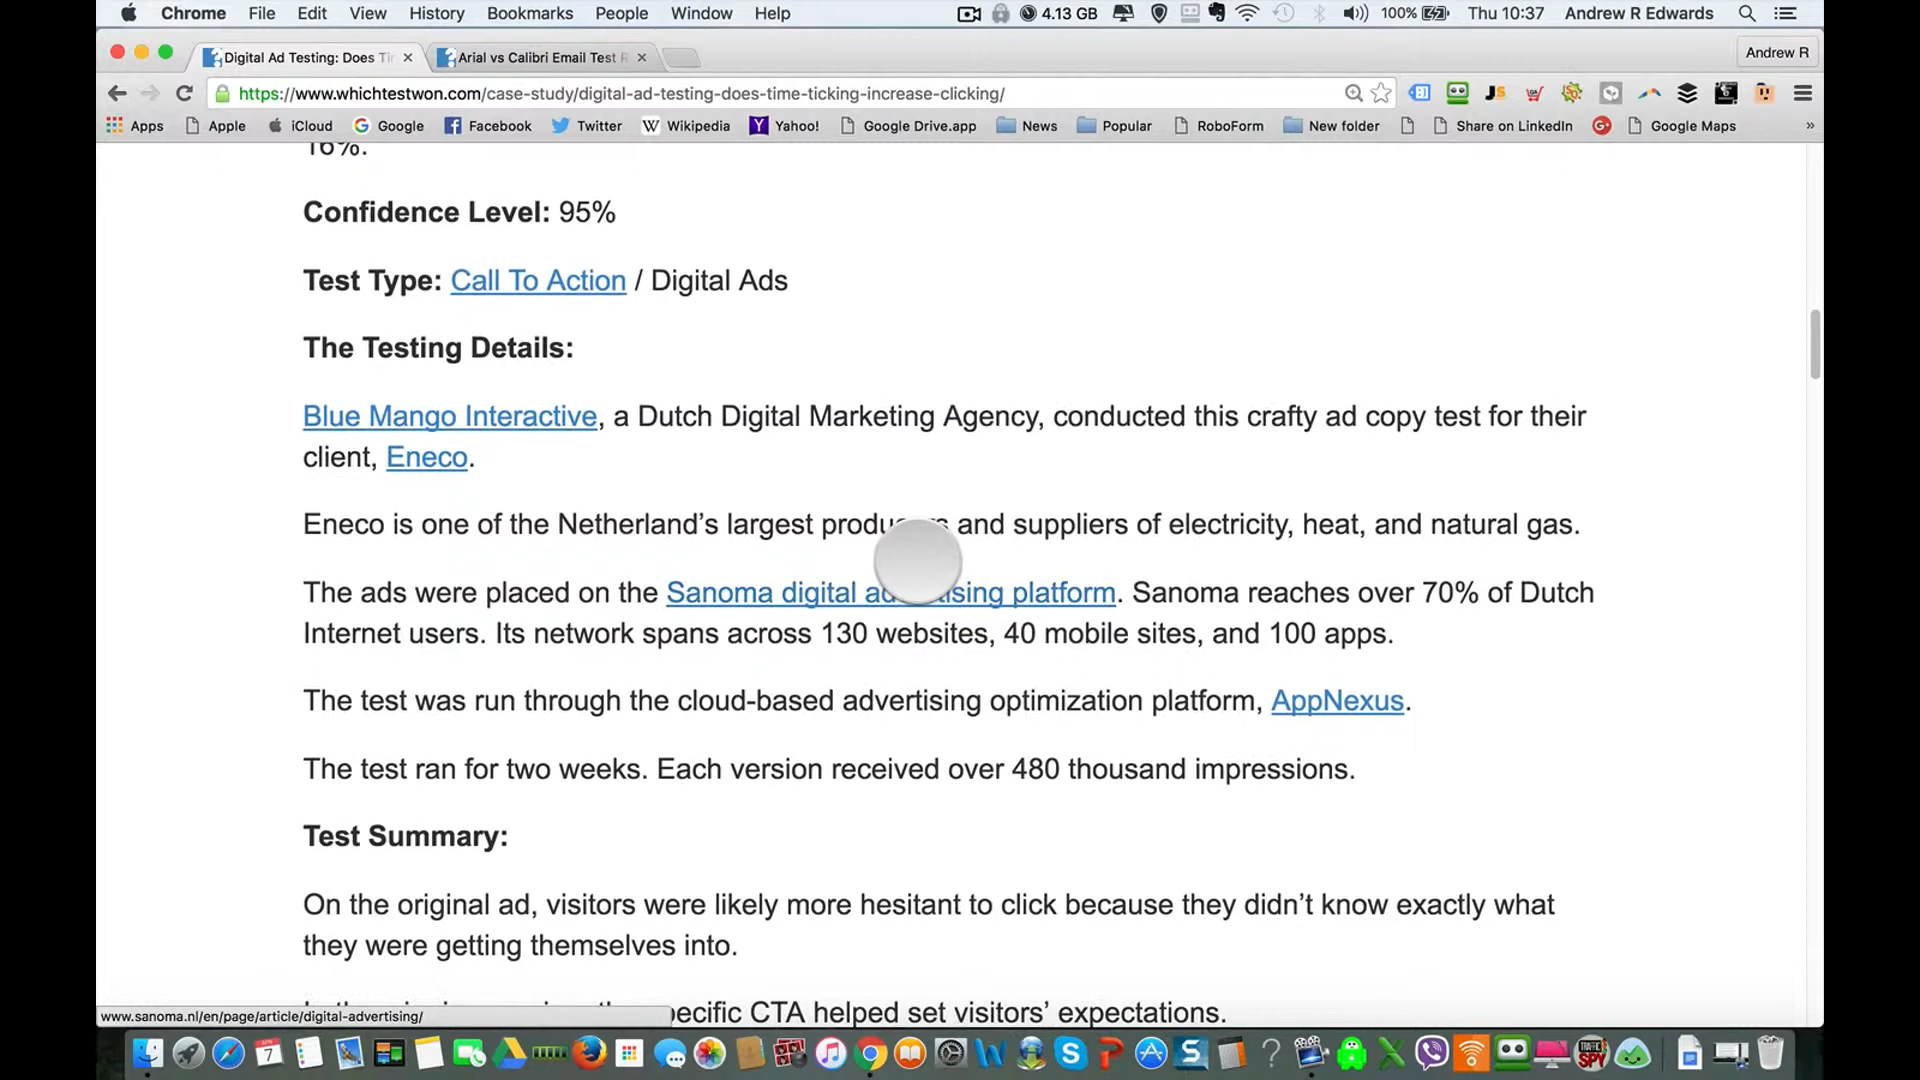 Chrome File Edit View History Bookmarks People Window Help 4.13 GB 100% Thu 10:37 Andrew R Edwards
Digital Ad Testing: Does Ti Arial vs Calibri Email Test R Andrew R
https://www.whichtestwon.com/case-study/digital-ad-testing-does-time-ticking-increase-clicking/
Apps Apple iCloud Google Facebook Twitter Wikipedia Yahoo! Google Drive.app News Popular RoboForm New folder Share on LinkedIn Google Maps »
16%.
Confidence Level: 95%
Test Type: Call To Action / Digital Ads
The Testing Details:
Blue Mango Interactive, a Dutch Digital Marketing Agency, conducted this crafty ad copy test for their
client, Eneco.
Eneco is one of the Netherland’s largest producers and suppliers of electricity, heat, and natural gas.
The ads were placed on the Sanoma digital advertising platform. Sanoma reaches over 70% of Dutch
Internet users. Its network spans across 130 websites, 40 mobile sites, and 100 apps.
The test was run through the cloud-based advertising optimization platform, AppNexus.
The test ran for two weeks. Each version received over 480 thousand impressions.
Test Summary:
On the original ad, visitors were likely more hesitant to click because they didn’t know exactly what
they were getting themselves into.
specific CTA helped set visitors’ expectations.
www.sanoma.nl/en/page/article/digital-advertising/